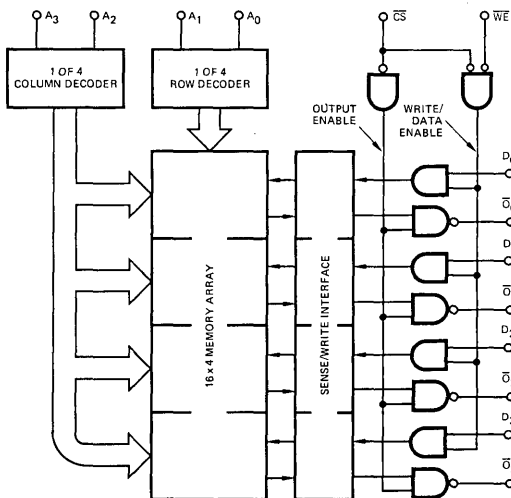 A3 A2 A1 A0 CS WE
1 OF 4
COLUMN DECODER
1 OF 4
ROW DECODER
OUTPUT
ENABLE
WRITE/
DATA
ENABLE
16 x 4 MEMORY ARRAY
SENSE/WRITE INTERFACE
D
O
D
O
D
O
D
O